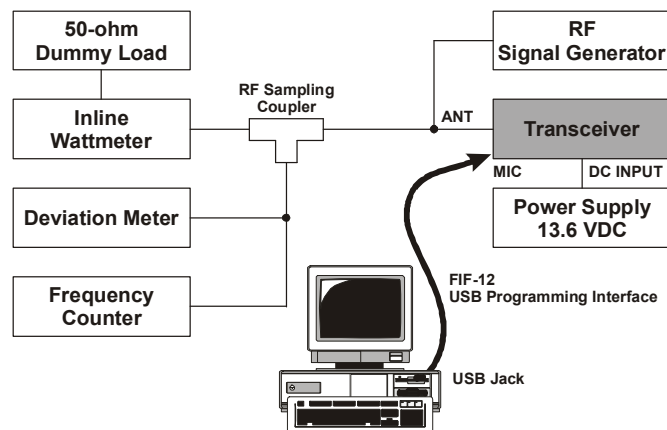 50-ohm
Dummy Load
RF
Signal Generator
RF Sampling
Coupler
Inline
Wattmeter
ANT
Transceiver
MIC
DC INPUT
Deviation Meter
Power Supply
13.6 VDC
Frequency
Counter
FIF-12
USB Programming Interface
USB Jack